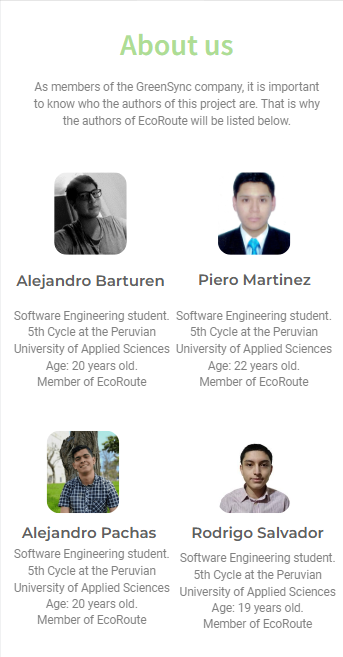 About us
As members of the GreenSync company, it is important
to know who the authors of this project are. That is why
the authors of EcoRoute will be listed below.
Alejandro Barturen
Software Engineering student.
5th Cycle at the Peruvian
University of Applied Sciences
Age: 20 years old.
Member of EcoRoute
Piero Martinez
Software Engineering student.
5th Cycle at the Peruvian
University of Applied Sciences
Age: 22 years old.
Member of EcoRoute
Alejandro Pachas
Software Engineering student.
5th Cycle at the Peruvian
University of Applied Sciences
Age: 20 years old.
Member of EcoRoute
Rodrigo Salvador
Software Engineering student.
5th Cycle at the Peruvian
University of Applied Sciences
Age: 19 years old.
Member of EcoRoute